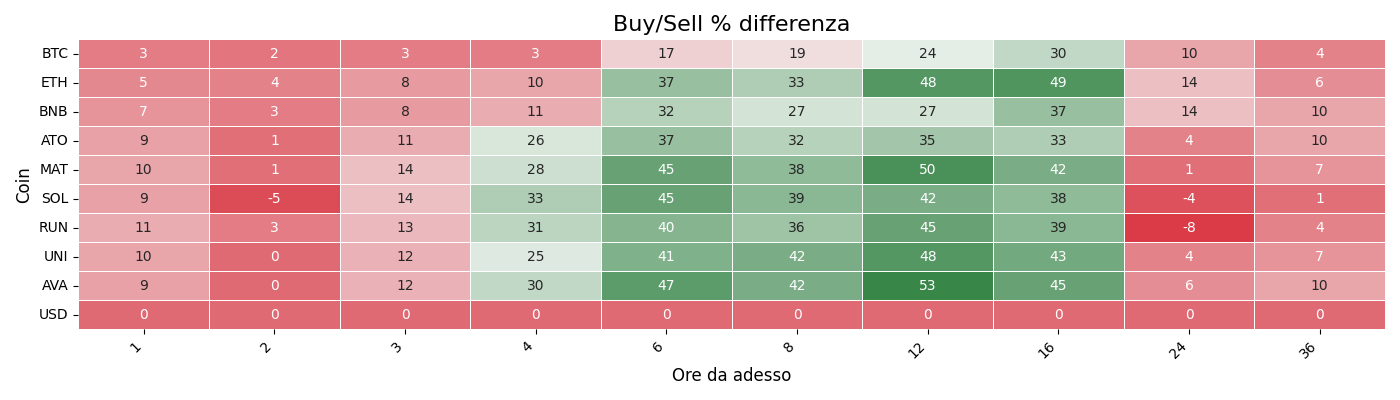 Buy/Sell % differenza
Coin
BTC 3 2 3 3 17 19 24 30 10 4
ETH 5 4 8 10 37 33 48 49 14 6
BNB 7 3 8 11 32 27 27 37 14 10
ATO 9 1 11 26 37 32 35 33 4 10
MAT 10 1 14 28 45 38 50 42 1 7
SOL 9 -5 14 33 45 39 42 38 -4 1
RUN 11 3 13 31 40 36 45 39 -8 4
UNI 10 0 12 25 41 42 48 43 4 7
AVA 9 0 12 30 47 42 53 45 6 10
USD 0 0 0 0 0 0 0 0 0 0
1 2 3 4 6 8 12 16 24 36
Ore da adesso